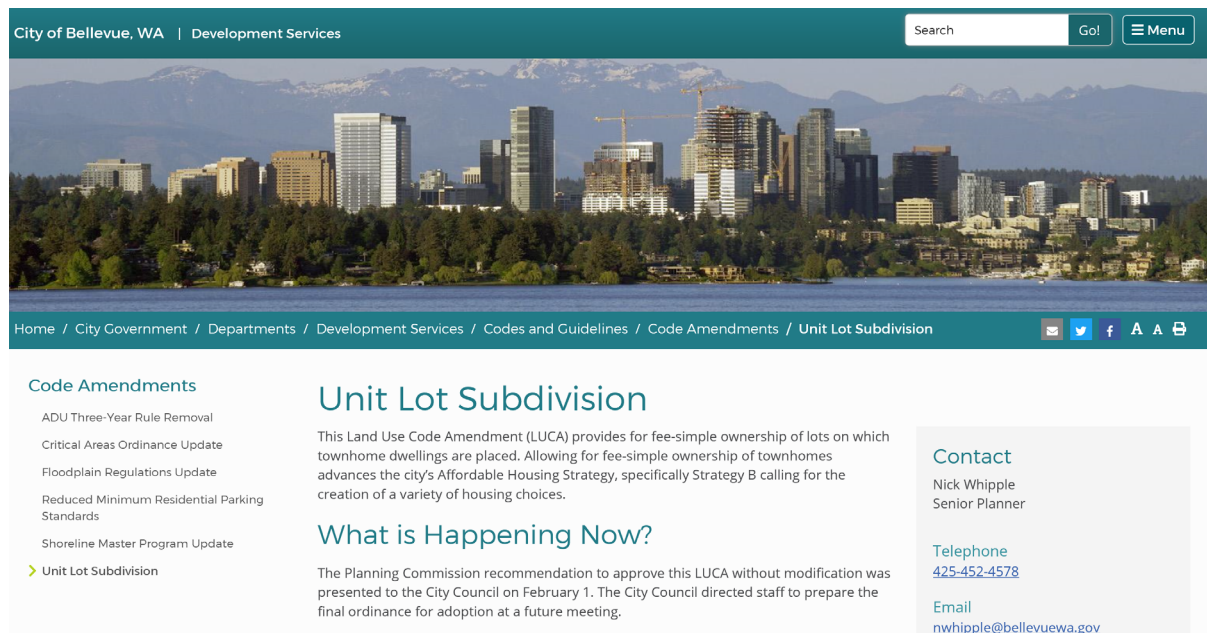 City of Bellevue, WA | Development Services
Search
Go!
Menu
Home / City Government / Departments / Development Services / Codes and Guidelines / Code Amendments / Unit Lot Subdivision
A A
Code Amendments
ADU Three-Year Rule Removal
Critical Areas Ordinance Update
Floodplain Regulations Update
Reduced Minimum Residential Parking
Standards
Shoreline Master Program Update
Unit Lot Subdivision
Unit Lot Subdivision
This Land Use Code Amendment (LUCA) provides for fee-simple ownership of lots on which
townhome dwellings are placed. Allowing for fee-simple ownership of townhomes
advances the city's Affordable Housing Strategy, specifically Strategy B calling for the
creation of a variety of housing choices.
What is Happening Now?
The Planning Commission recommendation to approve this LUCA without modification was
presented to the City Council on February 1. The City Council directed staff to prepare the
final ordinance for adoption at a future meeting.
Contact
Nick Whipple
Senior Planner
Telephone
425-452-4578
Email
nwhipple@bellevuewa.gov